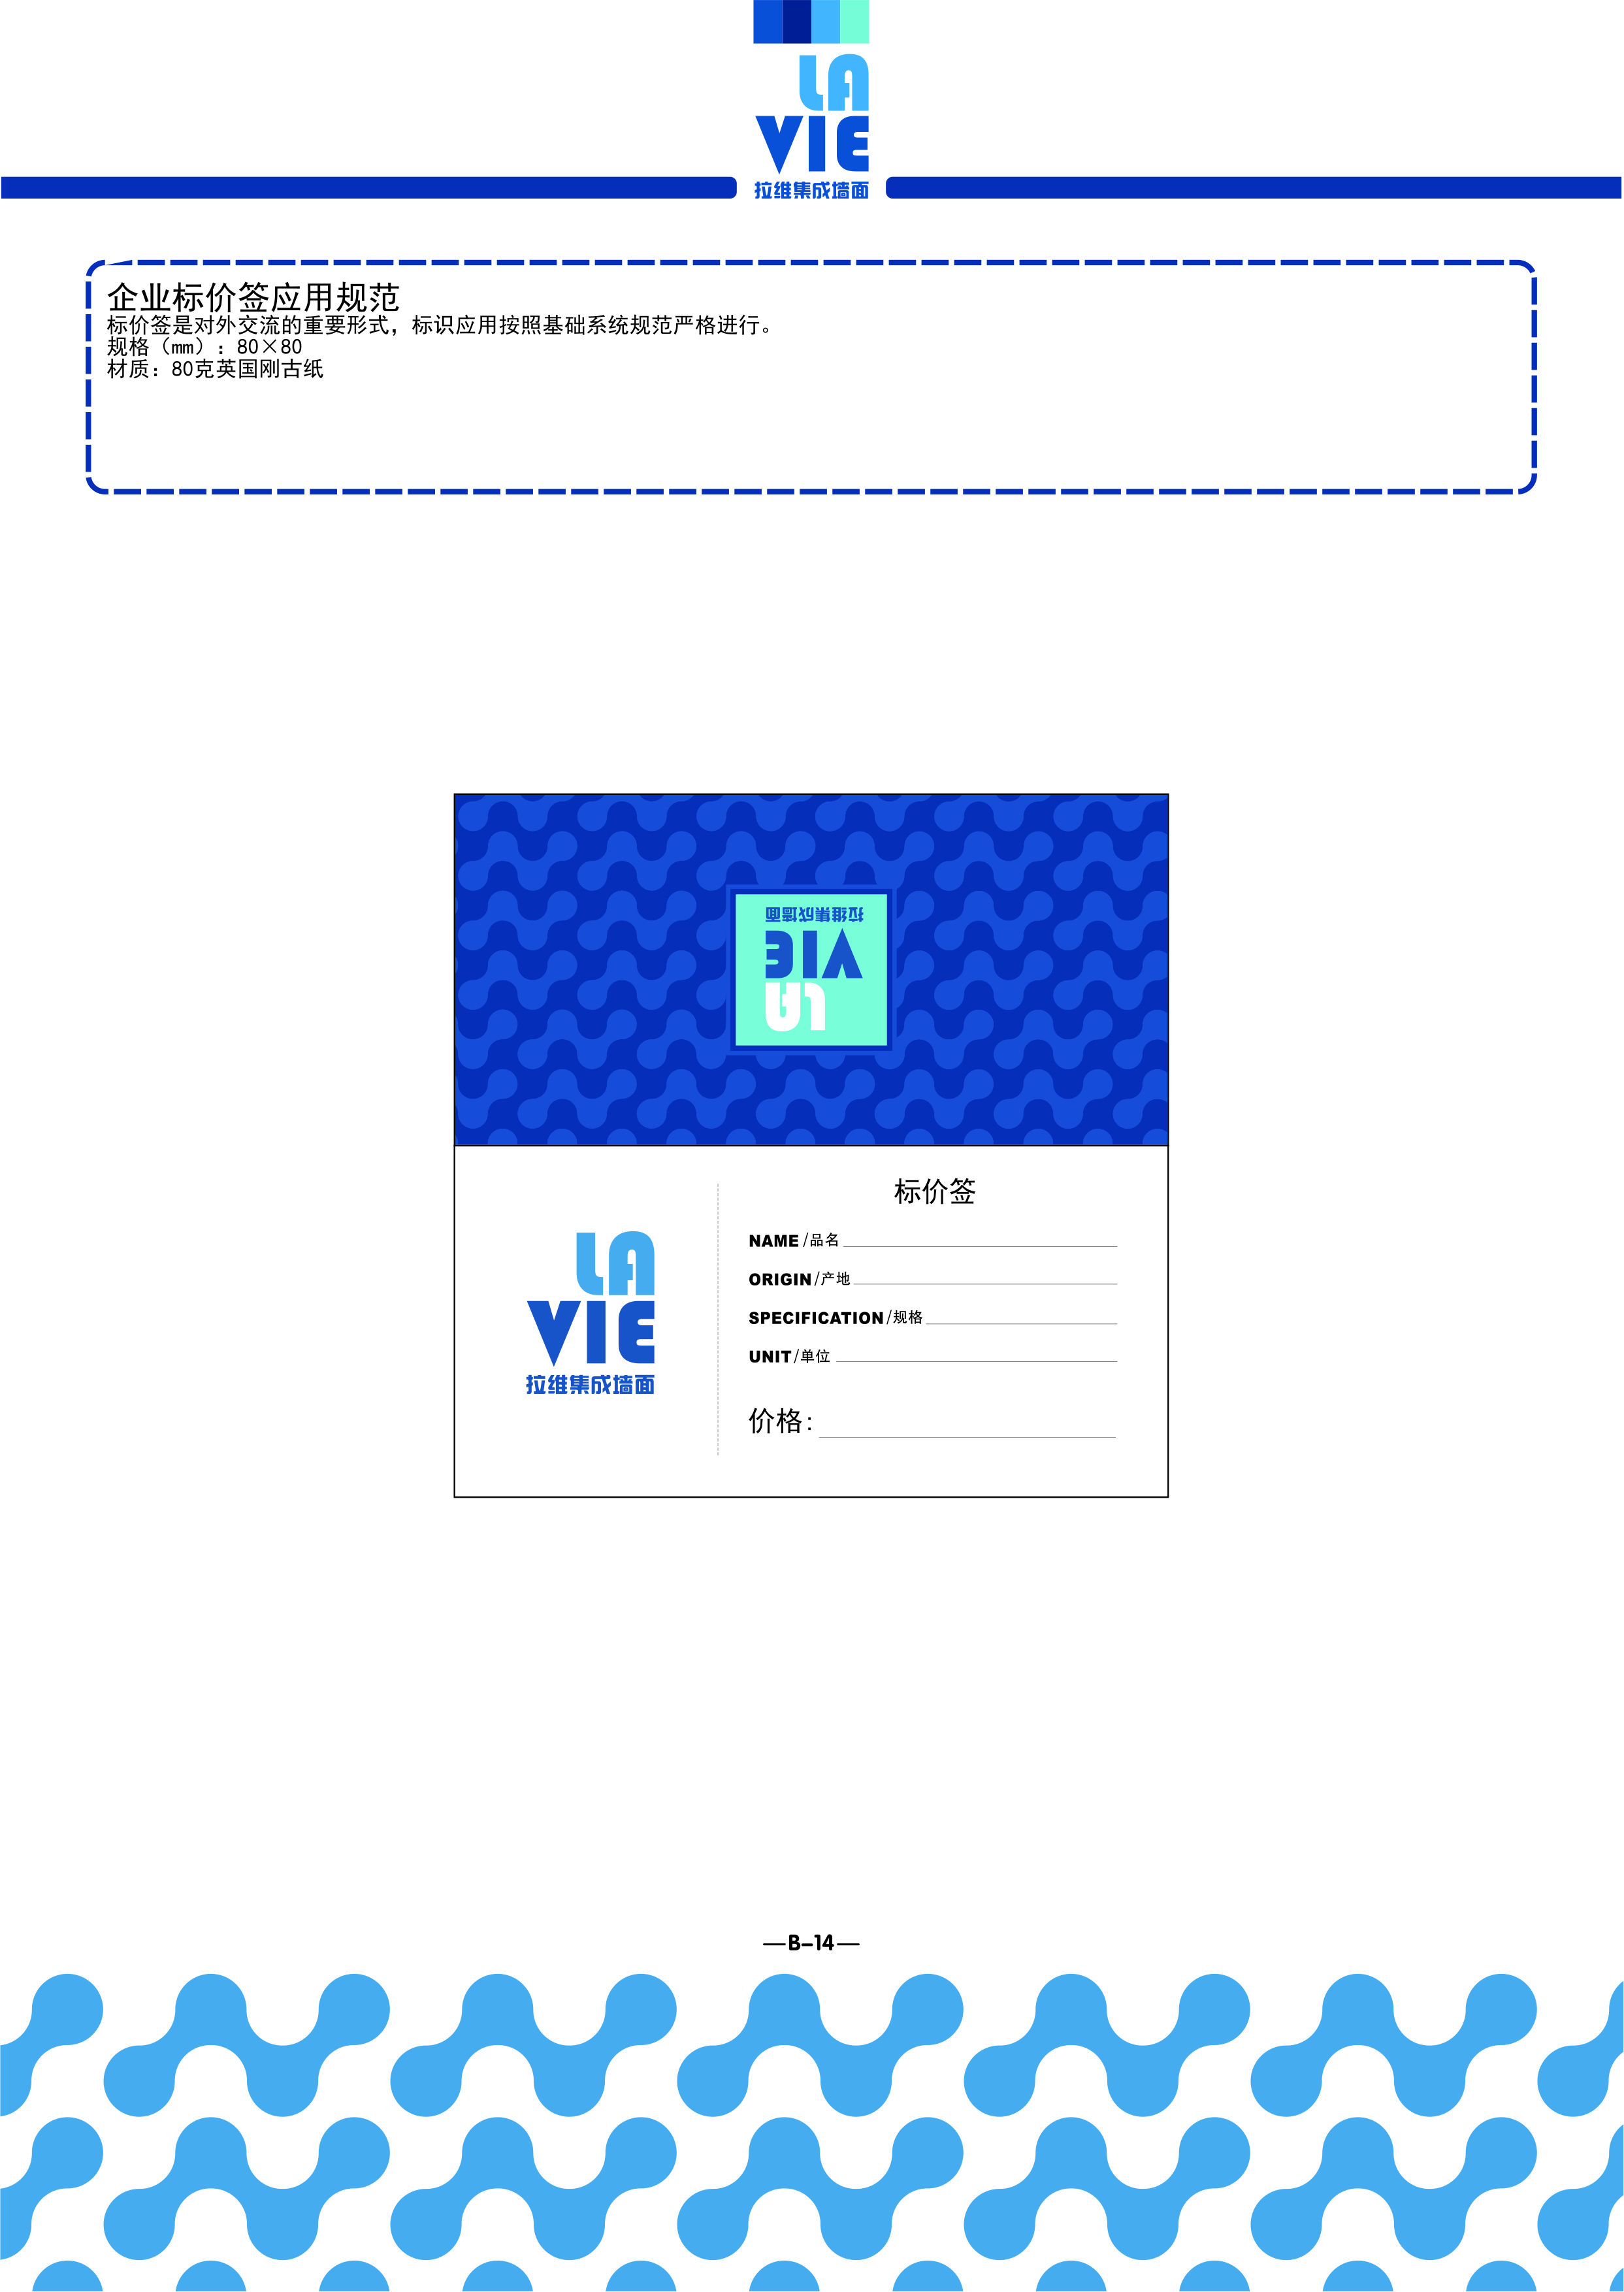 LA
VIE
拉维集成墙面
企业标价签应用规范
标价签是对外交流的重要形式，标识应用按照基础系统规范严格进行。
规格（mm）：80×80
材质：80克英国刚古纸
拉维集成墙面
VIE
LA
标价签
NAME/品名
ORIGIN/产地
SPECIFICATION/规格
UNIT/单位
价格：
LA
VIE
拉维集成墙面
—B-14—